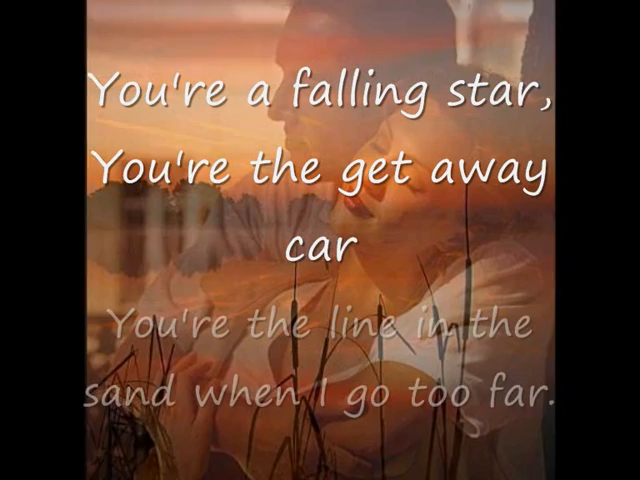 You're a falling star,
You're the get away
car
You're the line in the
sand when I go too far.